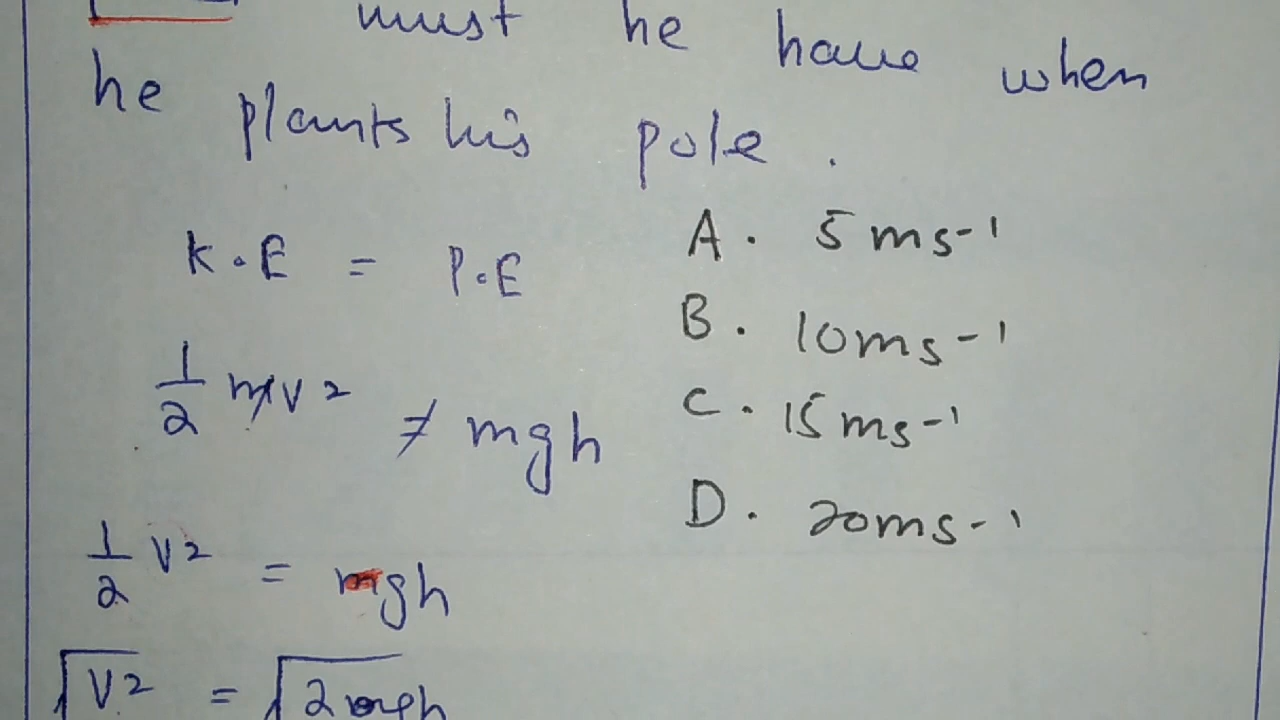 must he have when
he plants his pole.
K.E = P.E
A. 5ms-1
B. 10ms-1
1/2 mv2 ≠ mgh
C. 15ms-1
D. 20ms-1
1/2 v2 = mgh
√v2 = √2